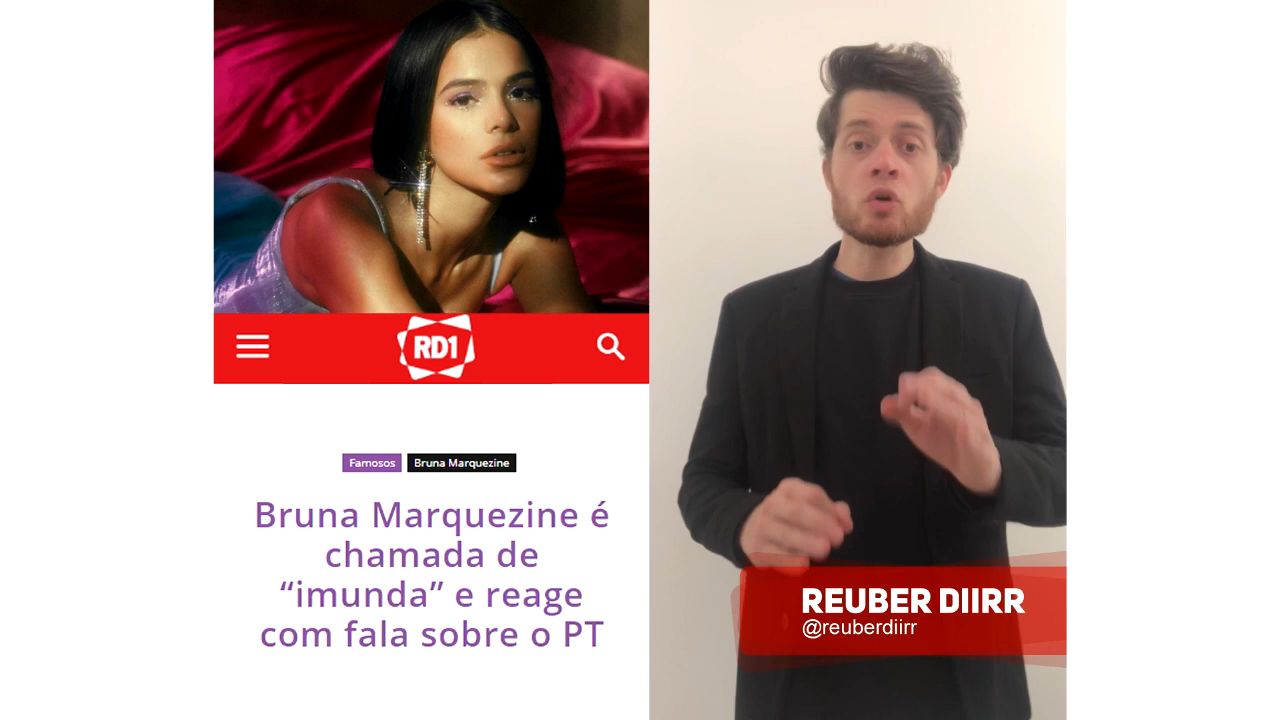 RD1
Famosos Bruna Marquezine
Bruna Marquezine é
chamada de
“imunda” e reage
com fala sobre o PT
REUBER DIIRR
@reuberdiirr